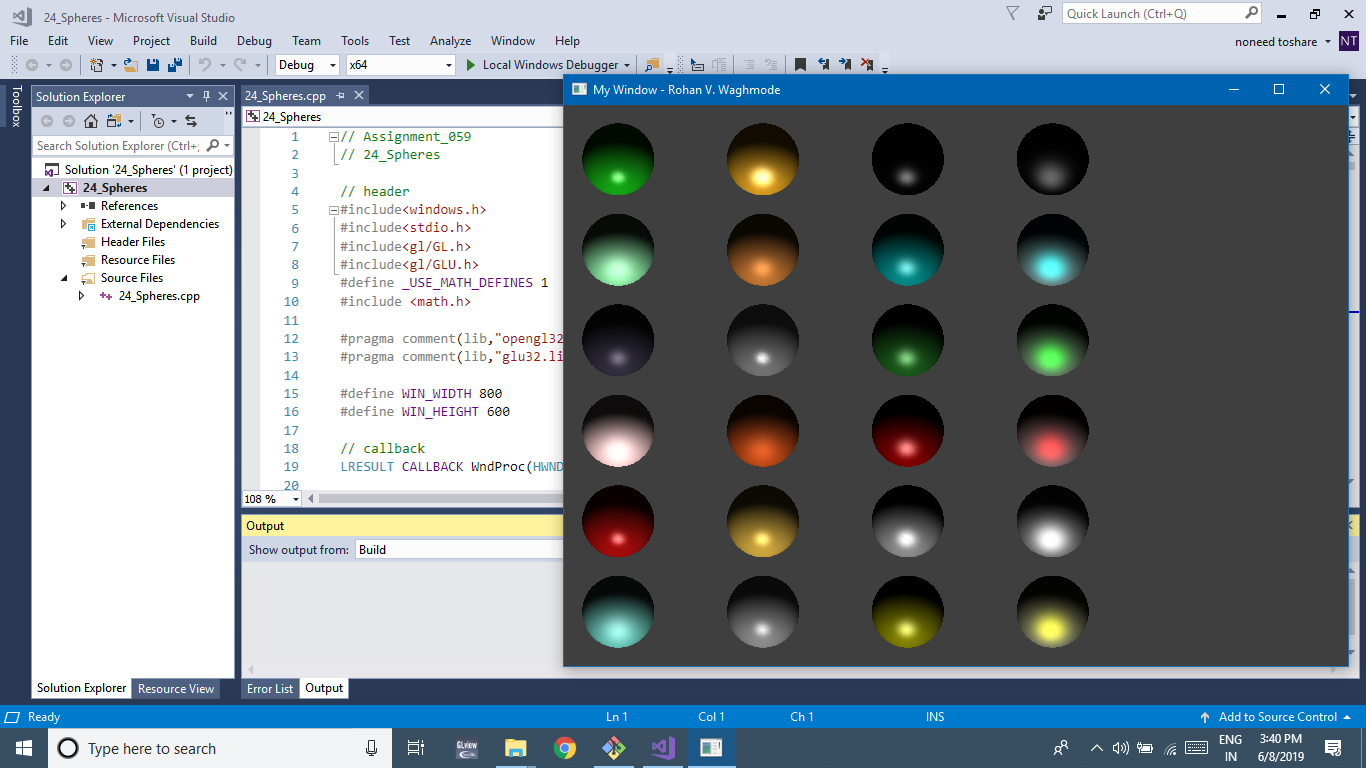 24_Spheres - Microsoft Visual Studio
Quick Launch (Ctrl+Q)
File Edit View Project Build Debug Team Tools Test Analyze Window Help
noneed toshare NT
Debug x64 Local Windows Debugger
Toolbox
Solution Explorer
Search Solution Explorer (Ctrl+;
Solution '24_Spheres' (1 project)
24_Spheres
References
External Dependencies
Header Files
Resource Files
Source Files
24_Spheres.cpp
Solution Explorer Resource View
24_Spheres.cpp
24_Spheres
1 // Assignment_059
2 // 24_Spheres
3
4 // header
5 #include<windows.h>
6 #include<stdio.h>
7 #include<gl/GL.h>
8 #include<gl/GLU.h>
9 #define _USE_MATH_DEFINES 1
10 #include <math.h>
11
12 #pragma comment(lib,"opengl32
13 #pragma comment(lib,"glu32.li
14
15 #define WIN_WIDTH 800
16 #define WIN_HEIGHT 600
17
18 // callback
19 LRESULT CALLBACK WndProc(HWND
20
108 %
Output
Show output from: Build
Error List Output
My Window - Rohan V. Waghmode
Ready Ln 1 Col 1 Ch 1 INS Add to Source Control
Type here to search
GLview
ENG
IN
3:40 PM
6/8/2019